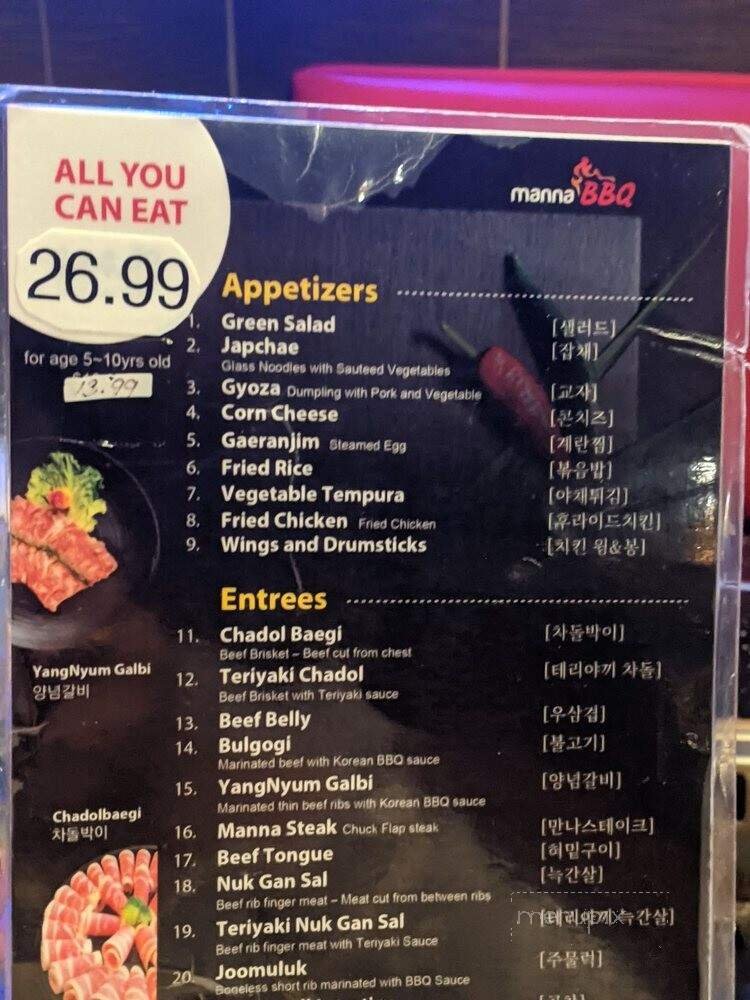 ALL YOU
CAN EAT
26.99
for age 5~10yrs old
13.99
manna BBQ
Appetizers
1. Green Salad [샐러드]
2. Japchae [잡채]
Glass Noodles with Sauteed Vegetables
3. Gyoza Dumpling with Pork and Vegetable [교자]
4. Corn Cheese [콘치즈]
5. Gaeranjim Steamed Egg [계란찜]
6. Fried Rice [볶음밥]
7. Vegetable Tempura [야채튀김]
8. Fried Chicken Fried Chicken [후라이드치킨]
9. Wings and Drumsticks [치킨 윙&봉]
Entrees
11. Chadol Baegi [차돌박이]
Beef Brisket – Beef cut from chest
12. Teriyaki Chadol [테리야끼 차돌]
Beef Brisket with Teriyaki sauce
13. Beef Belly [우삼겹]
14. Bulgogi [불고기]
Marinated beef with Korean BBQ sauce
15. YangNyum Galbi [양념갈비]
Marinated thin beef ribs with Korean BBQ sauce
16. Manna Steak Chuck Flap steak [만나스테이크]
17. Beef Tongue [혀밑구이]
18. Nuk Gan Sal [늑간살]
Beef rib finger meat – Meat cut from between ribs
19. Teriyaki Nuk Gan Sal [테리야끼 늑간살]
Beef rib finger meat with Teriyaki Sauce
20. Joomuluk [주물럭]
Boneless short rib marinated with BBQ Sauce
YangNyum Galbi
양념갈비
Chadolbaegi
차돌박이